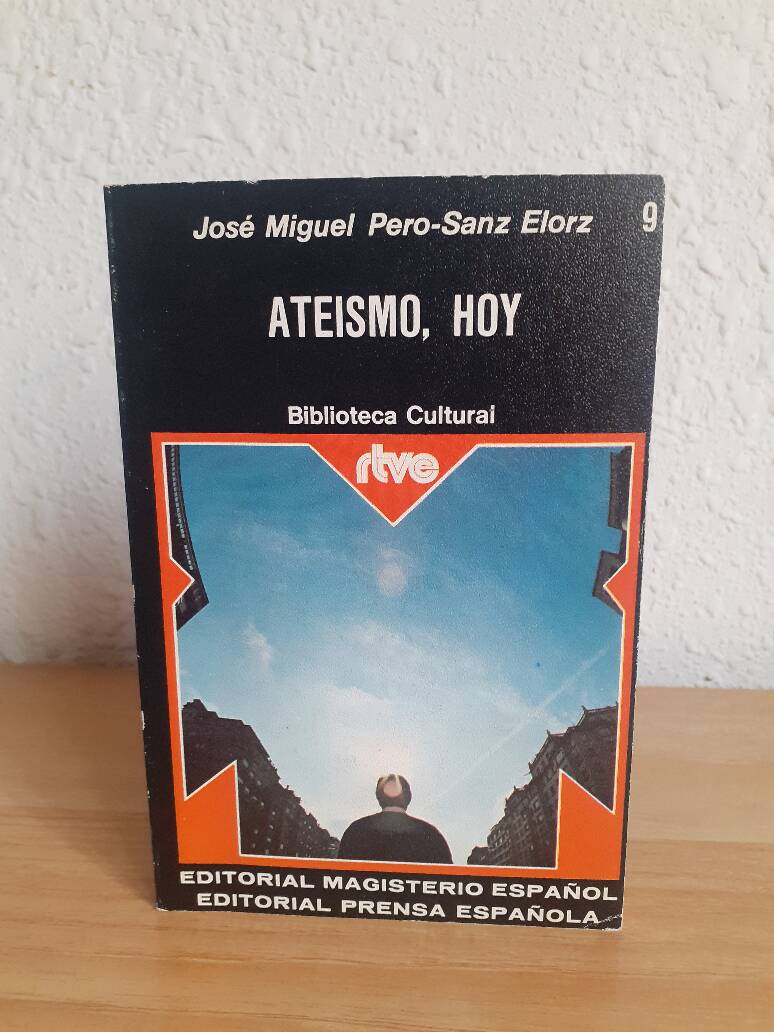 José Miguel Pero-Sanz Elorz 9
ATEISMO, HOY
Biblioteca Cultural
rtve
EDITORIAL MAGISTERIO ESPAÑOL
EDITORIAL PRENSA ESPAÑOLA